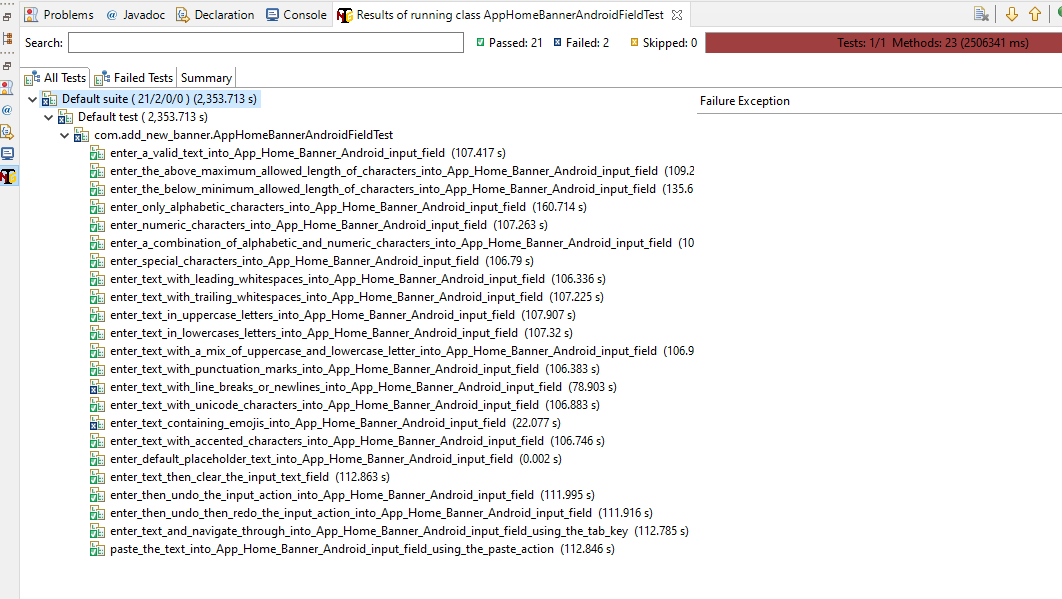 Problems @ Javadoc Declaration Console Results of running class AppHomeBannerAndroidFieldTest
Search: Passed: 21 Failed: 2 Skipped: 0 Tests: 1/1 Methods: 23 (2506341 ms)
All Tests Failed Tests Summary
Default suite ( 21/2/0/0 ) (2,353.713 s)
Failure Exception
Default test ( 2,353.713 s)
com.add_new_banner.AppHomeBannerAndroidFieldTest
enter_a_valid_text_into_App_Home_Banner_Android_input_field (107.417 s)
enter_the_above_maximum_allowed_length_of_characters_into_App_Home_Banner_Android_input_field (109.2
enter_the_below_minimum_allowed_length_of_characters_into_App_Home_Banner_Android_input_field (135.6
enter_only_alphabetic_characters_into_App_Home_Banner_Android_input_field (160.714 s)
enter_numeric_characters_into_App_Home_Banner_Android_input_field (107.263 s)
enter_a_combination_of_alphabetic_and_numeric_characters_into_App_Home_Banner_Android_input_field (10
enter_special_characters_into_App_Home_Banner_Android_input_field (106.79 s)
enter_text_with_leading_whitespaces_into_App_Home_Banner_Android_input_field (106.336 s)
enter_text_with_trailing_whitespaces_into_App_Home_Banner_Android_input_field (107.225 s)
enter_text_in_uppercase_letters_into_App_Home_Banner_Android_input_field (107.907 s)
enter_text_in_lowercases_letters_into_App_Home_Banner_Android_input_field (107.32 s)
enter_text_with_a_mix_of_uppercase_and_lowercase_letter_into_App_Home_Banner_Android_input_field (106.9
enter_text_with_punctuation_marks_into_App_Home_Banner_Android_input_field (106.383 s)
enter_text_with_line_breaks_or_newlines_into_App_Home_Banner_Android_input_field (78.903 s)
enter_text_with_unicode_characters_into_App_Home_Banner_Android_input_field (106.883 s)
enter_text_containing_emojis_into_App_Home_Banner_Android_input_field (22.077 s)
enter_text_with_accented_characters_into_App_Home_Banner_Android_input_field (106.746 s)
enter_default_placeholder_text_into_App_Home_Banner_Android_input_field (0.002 s)
enter_text_then_clear_the_input_text_field (112.863 s)
enter_then_undo_the_input_action_into_App_Home_Banner_Android_input_field (111.995 s)
enter_then_undo_then_redo_the_input_action_into_App_Home_Banner_Android_input_field (111.916 s)
enter_text_and_navigate_through_into_App_Home_Banner_Android_input_field_using_the_tab_key (112.785 s)
paste_the_text_into_App_Home_Banner_Android_input_field_using_the_paste_action (112.846 s)